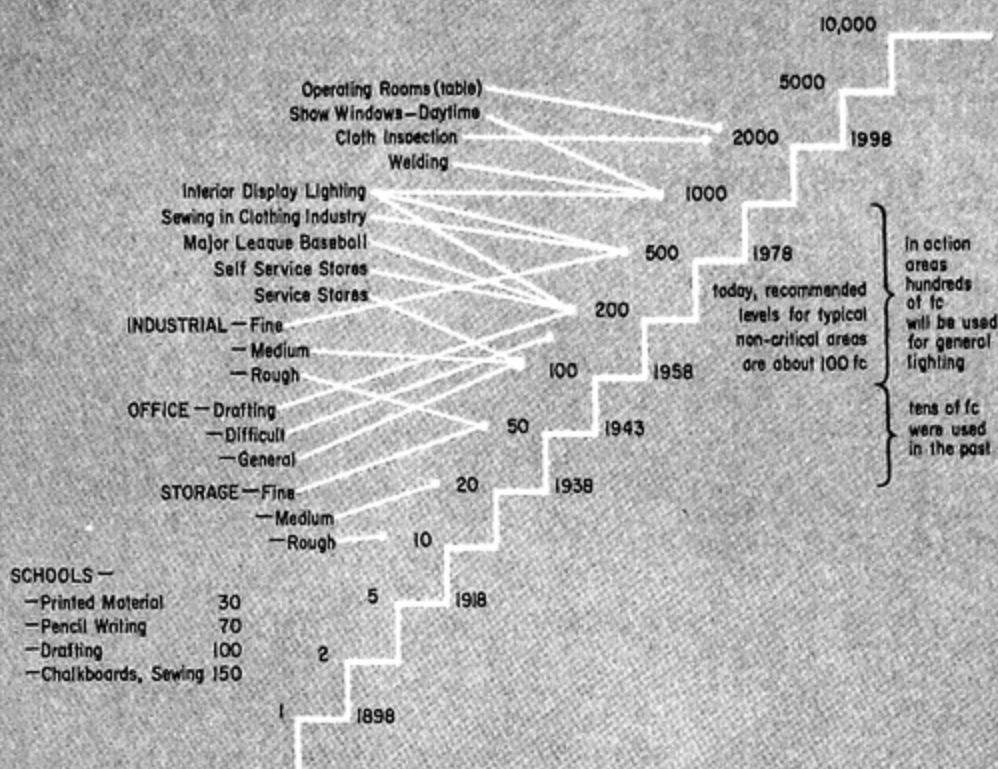 10,000
5000
Operating Rooms (table)
Show Windows—Daytime
Cloth Inspection
2000
1998
Welding
1000
Interior Display Lighting
Sewing in Clothing Industry
Major League Baseball
Self Service Stores
Service Stores
500
1978
200
INDUSTRIAL — Fine
— Medium
— Rough
100
1958
today, recommended
levels for typical
non-critical areas
are about 100 fc
In action
areas
hundreds
of fc
will be used
for general
lighting
OFFICE — Drafting
— Difficult
— General
50
1943
tens of fc
were used
in the past
STORAGE — Fine
— Medium
— Rough
20
1938
10
SCHOOLS —
— Printed Material 30
— Pencil Writing 70
— Drafting 100
— Chalkboards, Sewing 150
5
1918
2
1
1898